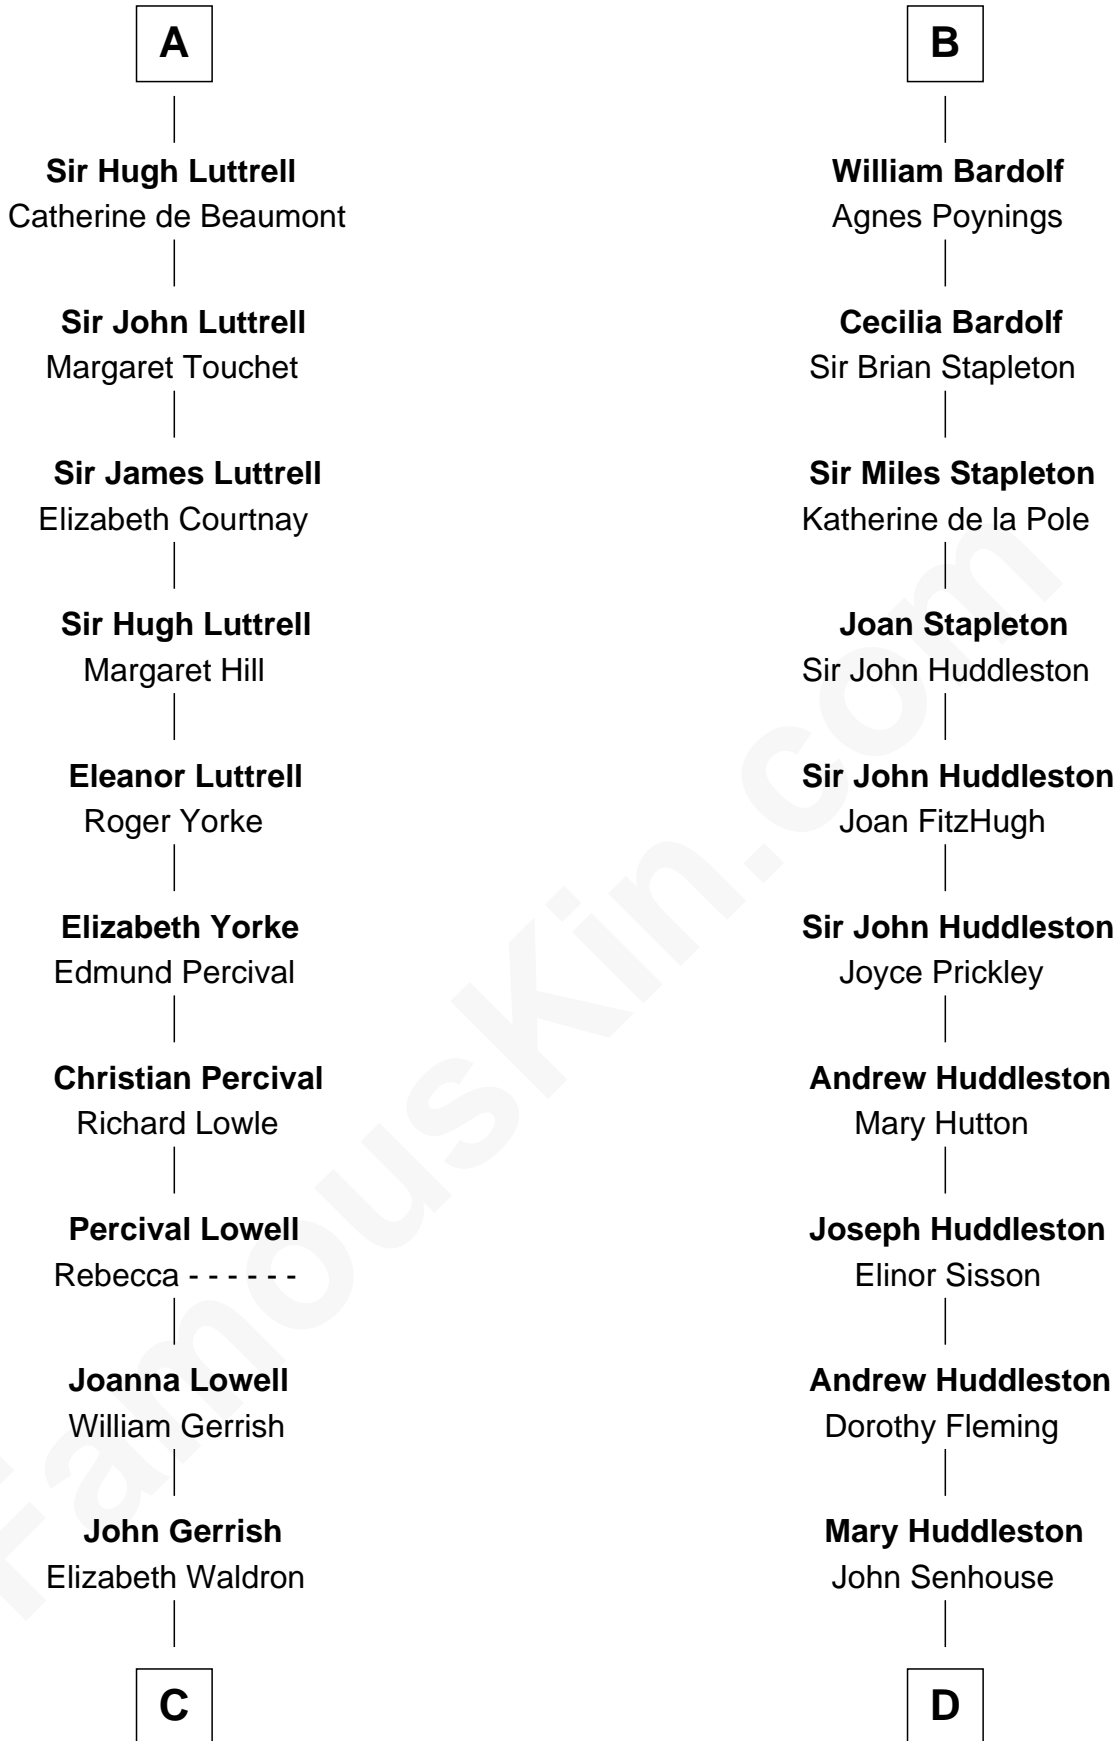 A
Sir Hugh Luttrell
Catherine de Beaumont
Sir John Luttrell
Margaret Touchet
Sir James Luttrell
Elizabeth Courtnay
Sir Hugh Luttrell
Margaret Hill
Eleanor Luttrell
Roger Yorke
Elizabeth Yorke
Edmund Percival
Christian Percival
Richard Lowle
Percival Lowell
Rebecca - - - - - -
Joanna Lowell
William Gerrish
John Gerrish
Elizabeth Waldron
C
B
William Bardolf
Agnes Poynings
Cecilia Bardolf
Sir Brian Stapleton
Sir Miles Stapleton
Katherine de la Pole
Joan Stapleton
Sir John Huddleston
Sir John Huddleston
Joan FitzHugh
Sir John Huddleston
Joyce Prickley
Andrew Huddleston
Mary Hutton
Joseph Huddleston
Elinor Sisson
Andrew Huddleston
Dorothy Fleming
Mary Huddleston
John Senhouse
D
FamousKin.com